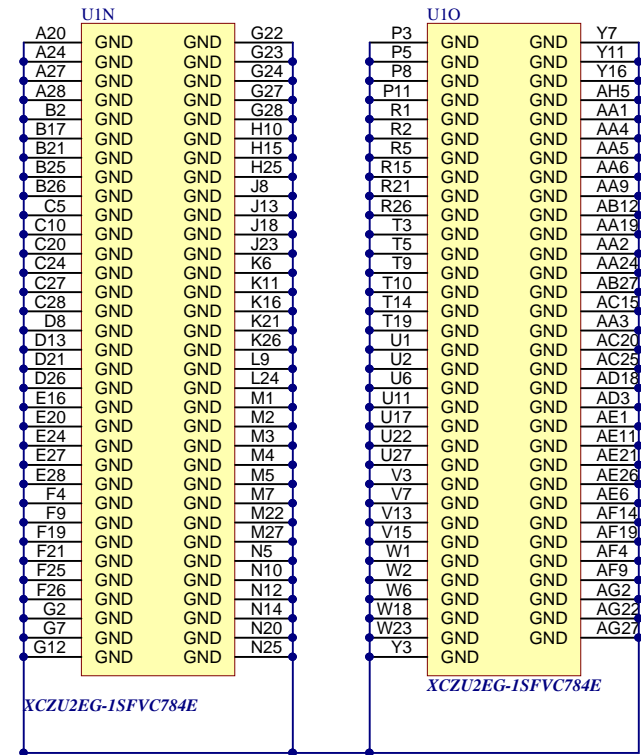 U1N
A20 GND GND G22
A24 GND GND G23
A27 GND GND G24
A28 GND GND G27
B2 GND GND G28
B17 GND GND H10
B21 GND GND H15
B25 GND GND H25
B26 GND GND J8
C5 GND GND J13
C10 GND GND J18
C20 GND GND J23
C24 GND GND K6
C27 GND GND K11
C28 GND GND K16
D8 GND GND K21
D13 GND GND K26
D21 GND GND L9
D26 GND GND L24
E16 GND GND M1
E20 GND GND M2
E24 GND GND M3
E27 GND GND M4
E28 GND GND M5
F4 GND GND M7
F9 GND GND M22
F19 GND GND M27
F21 GND GND N5
F25 GND GND N10
F26 GND GND N12
G2 GND GND N14
G7 GND GND N20
G12 GND GND N25
XCZU2EG-1SFVC784E
U1O
P3 GND GND Y7
P5 GND GND Y11
P8 GND GND Y16
P11 GND GND AH5
R1 GND GND AA1
R2 GND GND AA4
R5 GND GND AA5
R15 GND GND AA6
R21 GND GND AA9
R26 GND GND AB12
T3 GND GND AA19
T5 GND GND AA2
T9 GND GND AA24
T10 GND GND AB27
T14 GND GND AC15
T19 GND GND AA3
U1 GND GND AC20
U2 GND GND AC25
U6 GND GND AD18
U11 GND GND AD3
U17 GND GND AE1
U22 GND GND AE11
U27 GND GND AE21
V3 GND GND AE26
V7 GND GND AE6
V13 GND GND AF14
V15 GND GND AF19
W1 GND GND AF4
W2 GND GND AF9
W6 GND GND AG2
W18 GND GND AG22
W23 GND GND AG27
Y3 GND
XCZU2EG-1SFVC784E